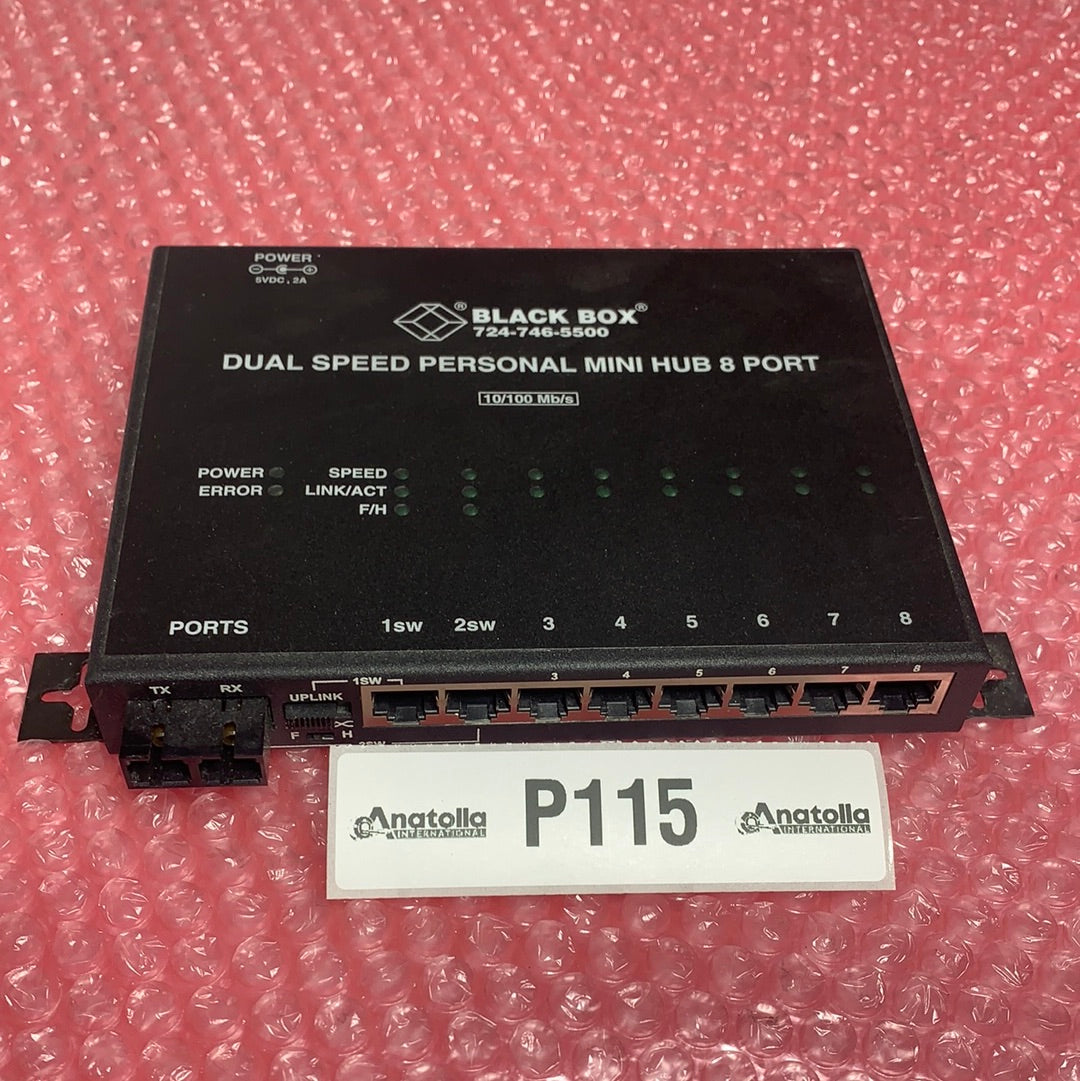 POWER
5VDC, 2A
BLACK BOX®
724-746-5500
DUAL SPEED PERSONAL MINI HUB 8 PORT
10/100 Mb/s
POWER SPEED
ERROR LINK/ACT
F/H
PORTS 1sw 2sw 3 4 5 6 7 8
TX RX UPLINK 1SW 3 4 5 6 7 8
F H
2SW
Anatolla INTERNATIONAL P115 Anatolla INTERNATIONAL